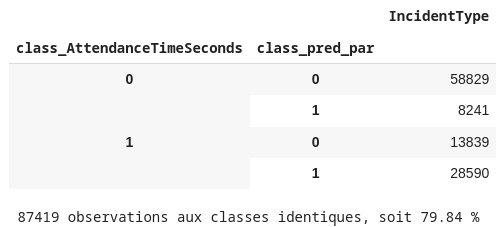 IncidentType
class_AttendanceTimeSeconds class_pred_par
0 0 58829
1 8241
1 0 13839
1 28590
87419 observations aux classes identiques, soit 79.84 %